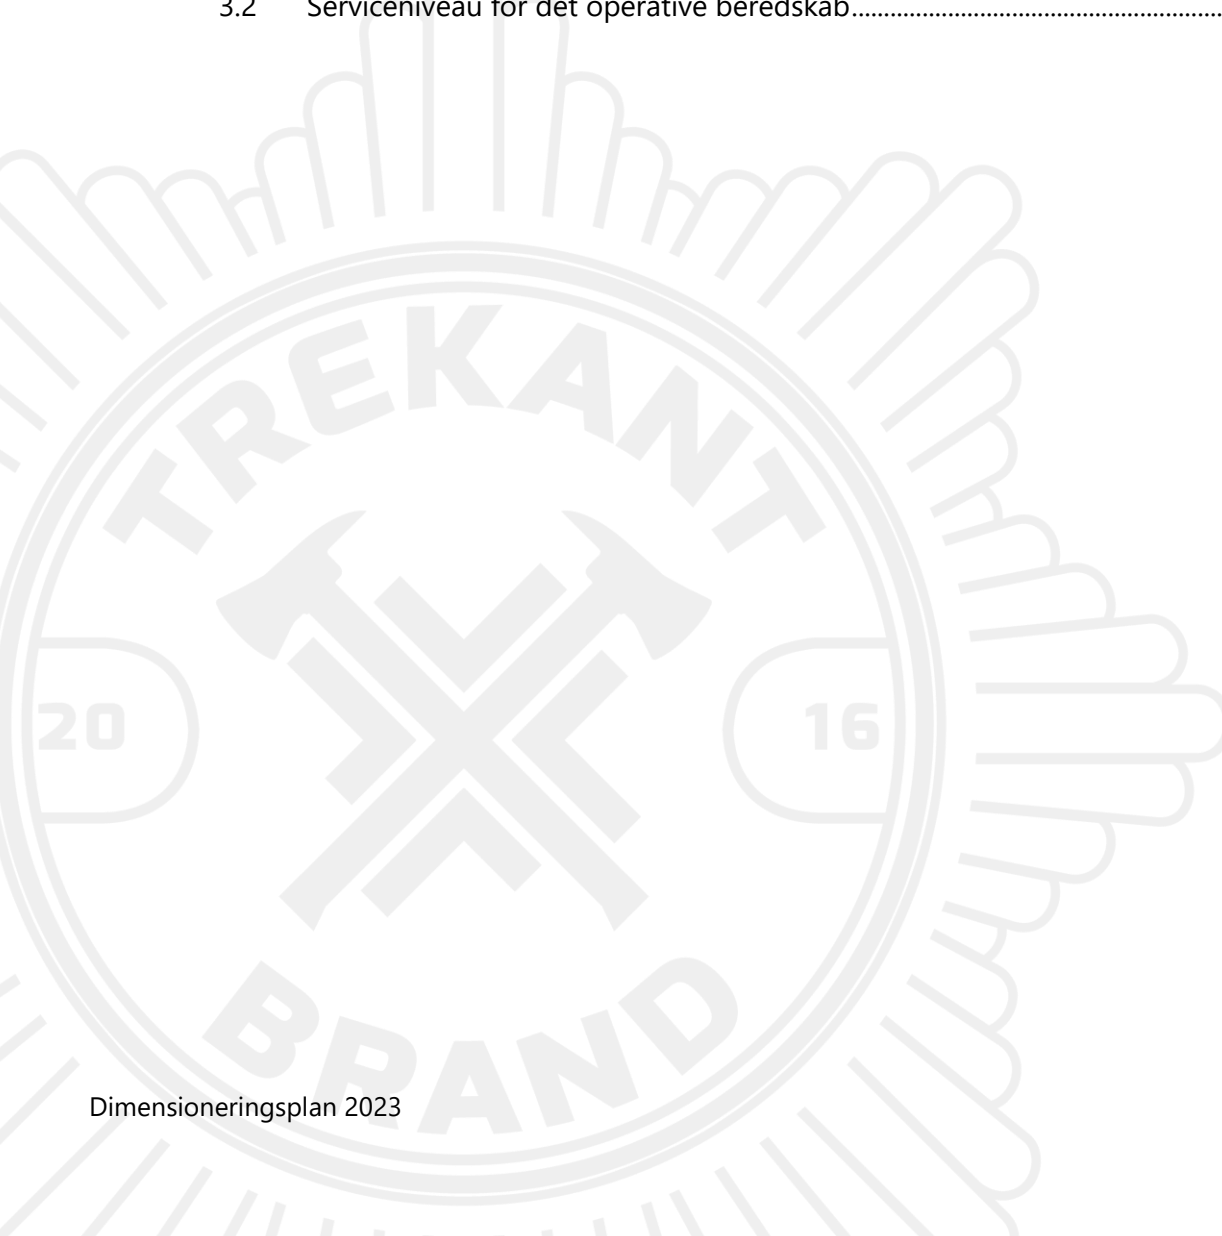 3.2 Serviceniveau for det operative beredskab
TREKANT
20 16
BRAND
Dimensioneringsplan 2023